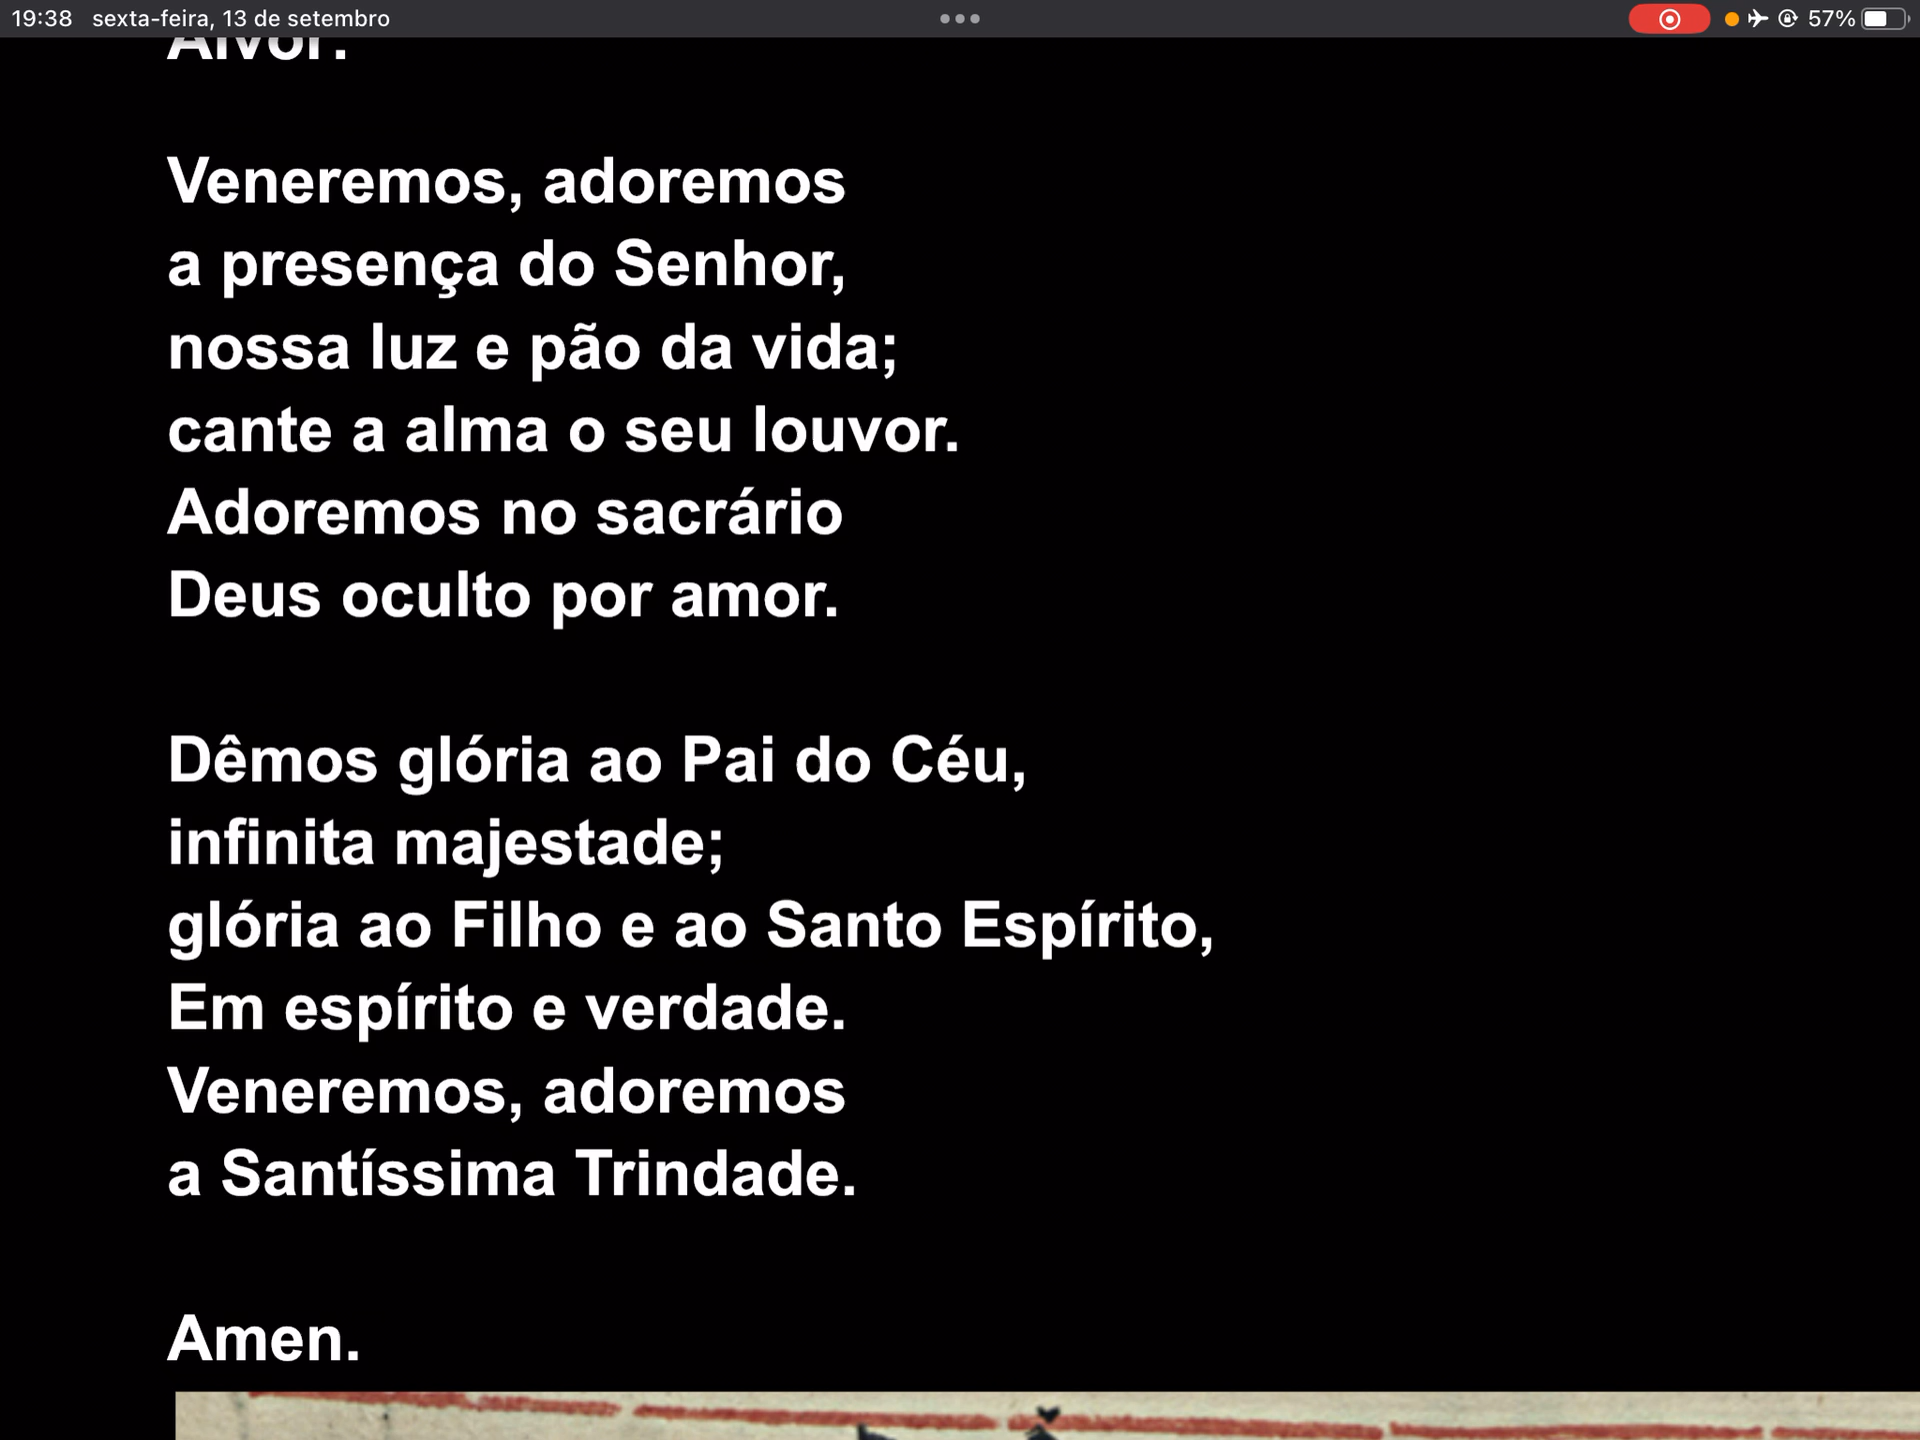 19:38 sexta-feira, 13 de setembro 57%
Alvor.
Veneremos, adoremos
a presença do Senhor,
nossa luz e pão da vida;
cante a alma o seu louvor.
Adoremos no sacrário
Deus oculto por amor.
Dêmos glória ao Pai do Céu,
infinita majestade;
glória ao Filho e ao Santo Espírito,
Em espírito e verdade.
Veneremos, adoremos
a Santíssima Trindade.
Amen.